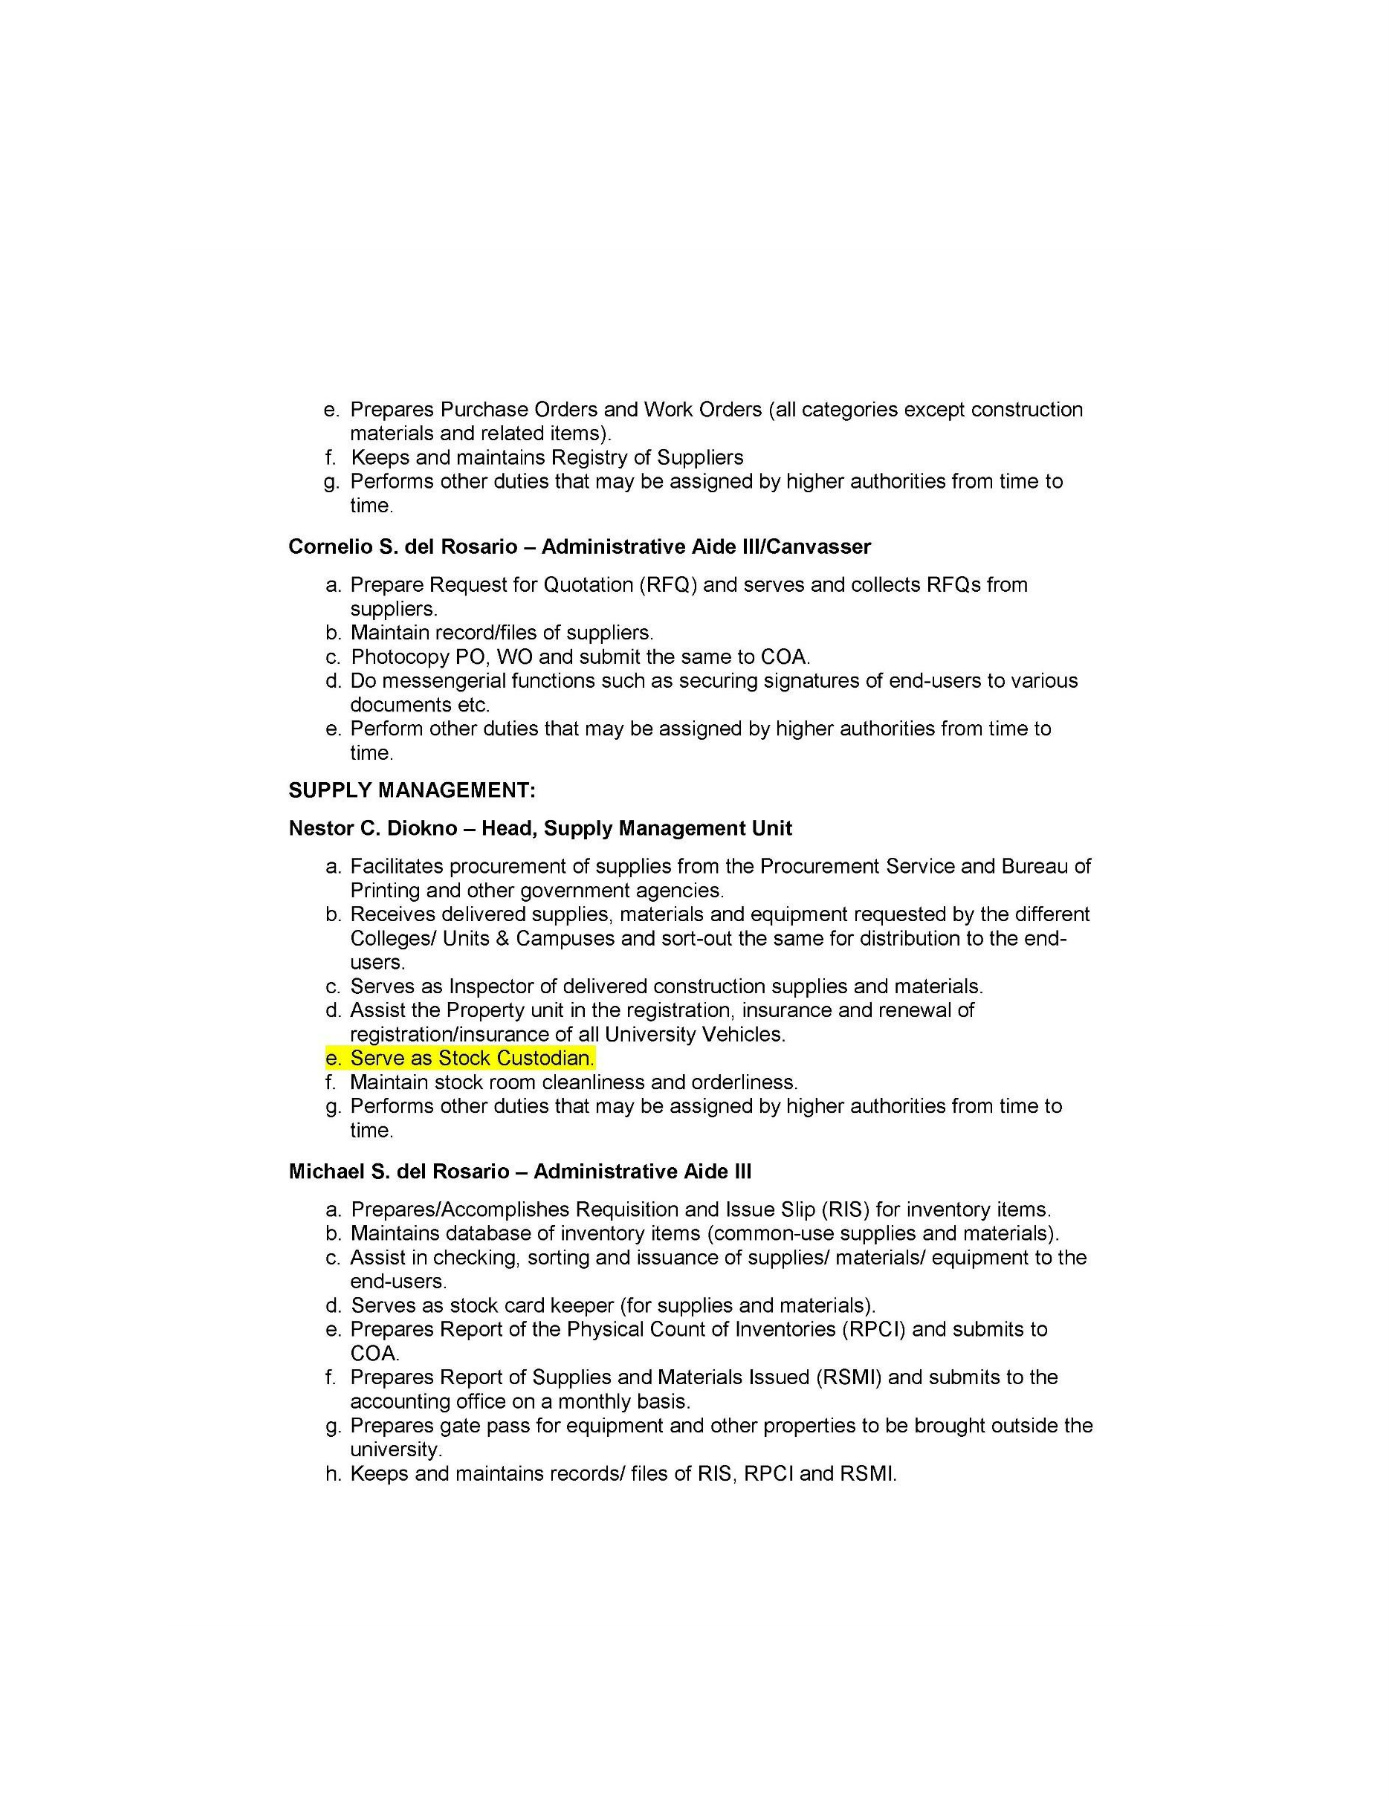 e. Prepares Purchase Orders and Work Orders (all categories except construction
materials and related items).
f. Keeps and maintains Registry of Suppliers
g. Performs other duties that may be assigned by higher authorities from time to
time.
Cornelio S. del Rosario – Administrative Aide III/Canvasser
a. Prepare Request for Quotation (RFQ) and serves and collects RFQs from
suppliers.
b. Maintain record/files of suppliers.
c. Photocopy PO, WO and submit the same to COA.
d. Do messengerial functions such as securing signatures of end-users to various
documents etc.
e. Perform other duties that may be assigned by higher authorities from time to
time.
SUPPLY MANAGEMENT:
Nestor C. Diokno – Head, Supply Management Unit
a. Facilitates procurement of supplies from the Procurement Service and Bureau of
Printing and other government agencies.
b. Receives delivered supplies, materials and equipment requested by the different
Colleges/ Units & Campuses and sort-out the same for distribution to the end-
users.
c. Serves as Inspector of delivered construction supplies and materials.
d. Assist the Property unit in the registration, insurance and renewal of
registration/insurance of all University Vehicles.
e. Serve as Stock Custodian.
f. Maintain stock room cleanliness and orderliness.
g. Performs other duties that may be assigned by higher authorities from time to
time.
Michael S. del Rosario – Administrative Aide III
a. Prepares/Accomplishes Requisition and Issue Slip (RIS) for inventory items.
b. Maintains database of inventory items (common-use supplies and materials).
c. Assist in checking, sorting and issuance of supplies/ materials/ equipment to the
end-users.
d. Serves as stock card keeper (for supplies and materials).
e. Prepares Report of the Physical Count of Inventories (RPCI) and submits to
COA.
f. Prepares Report of Supplies and Materials Issued (RSMI) and submits to the
accounting office on a monthly basis.
g. Prepares gate pass for equipment and other properties to be brought outside the
university.
h. Keeps and maintains records/ files of RIS, RPCI and RSMI.